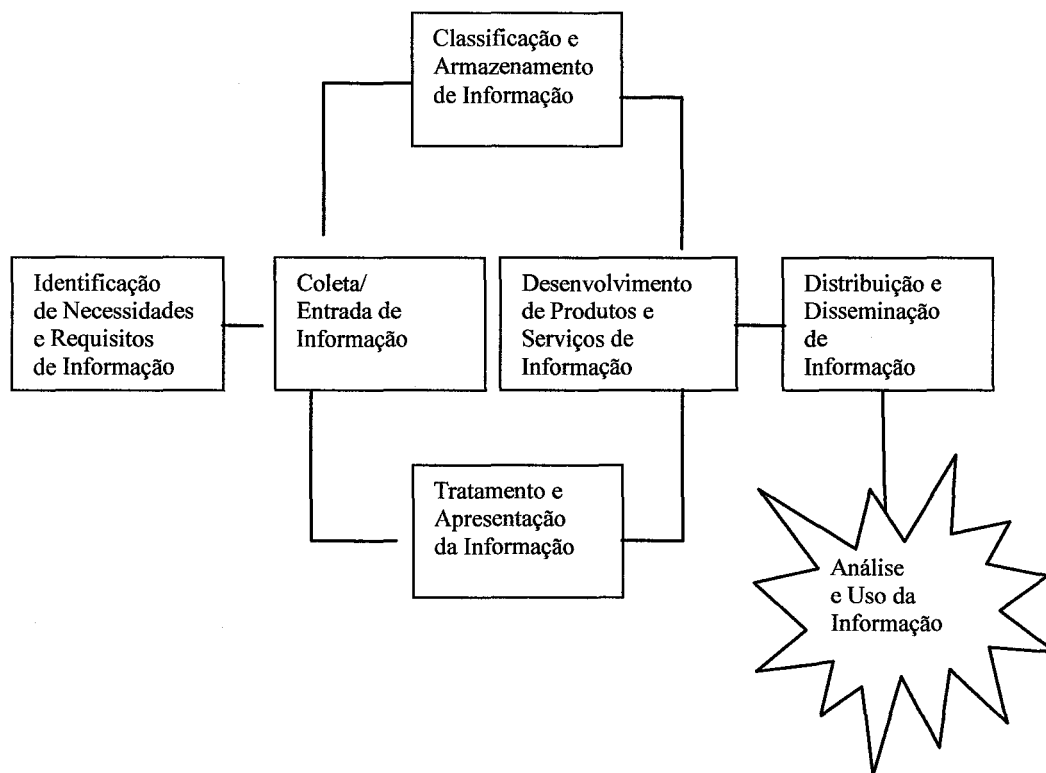 Classificação e
Armazenamento
de Informação
Identificação
de Necessidades
e Requisitos
de Informação
Coleta/
Entrada de
Informação
Desenvolvimento
de Produtos e
Serviços de
Informação
Distribuição e
Disseminação
de
Informação
Tratamento e
Apresentação
da Informação
Análise
e Uso da
Informação